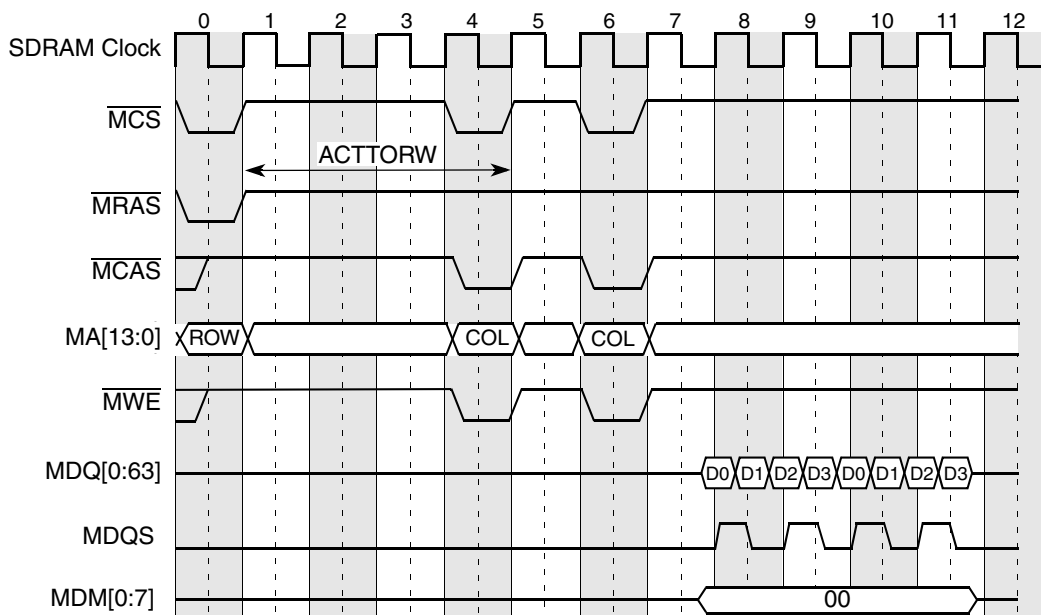 0 1 2 3 4 5 6 7 8 9 10 11 12
SDRAM Clock
MCS
ACTTORW
MRAS
MCAS
MA[13:0] ROW COL COL
MWE
MDQ[0:63] D0 D1 D2 D3 D0 D1 D2 D3
MDQS
MDM[0:7] 00